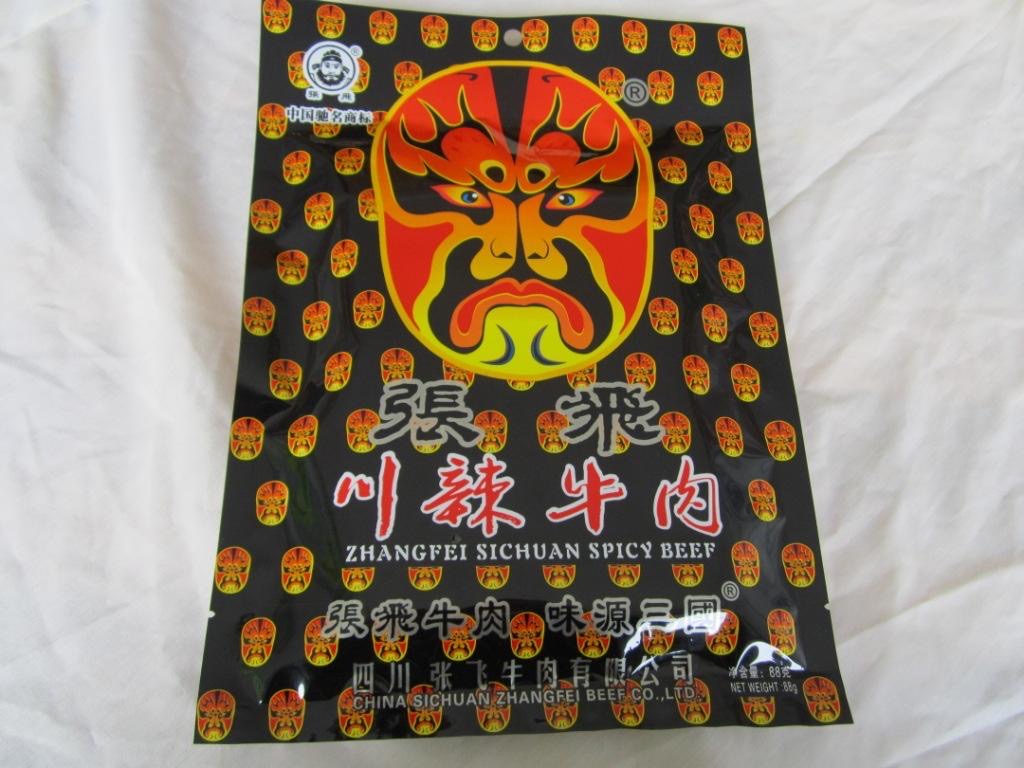 ®
張 飛
中国驰名商标
®
張 飛
川辣牛肉
ZHANGFEI SICHUAN SPICY BEEF
張飛牛肉 味源三國®
四川张飞牛肉有限公司
CHINA SICHUAN ZHANGFEI BEEF CO.,LTD.
净含量：88克
NET WEIGHT :88g